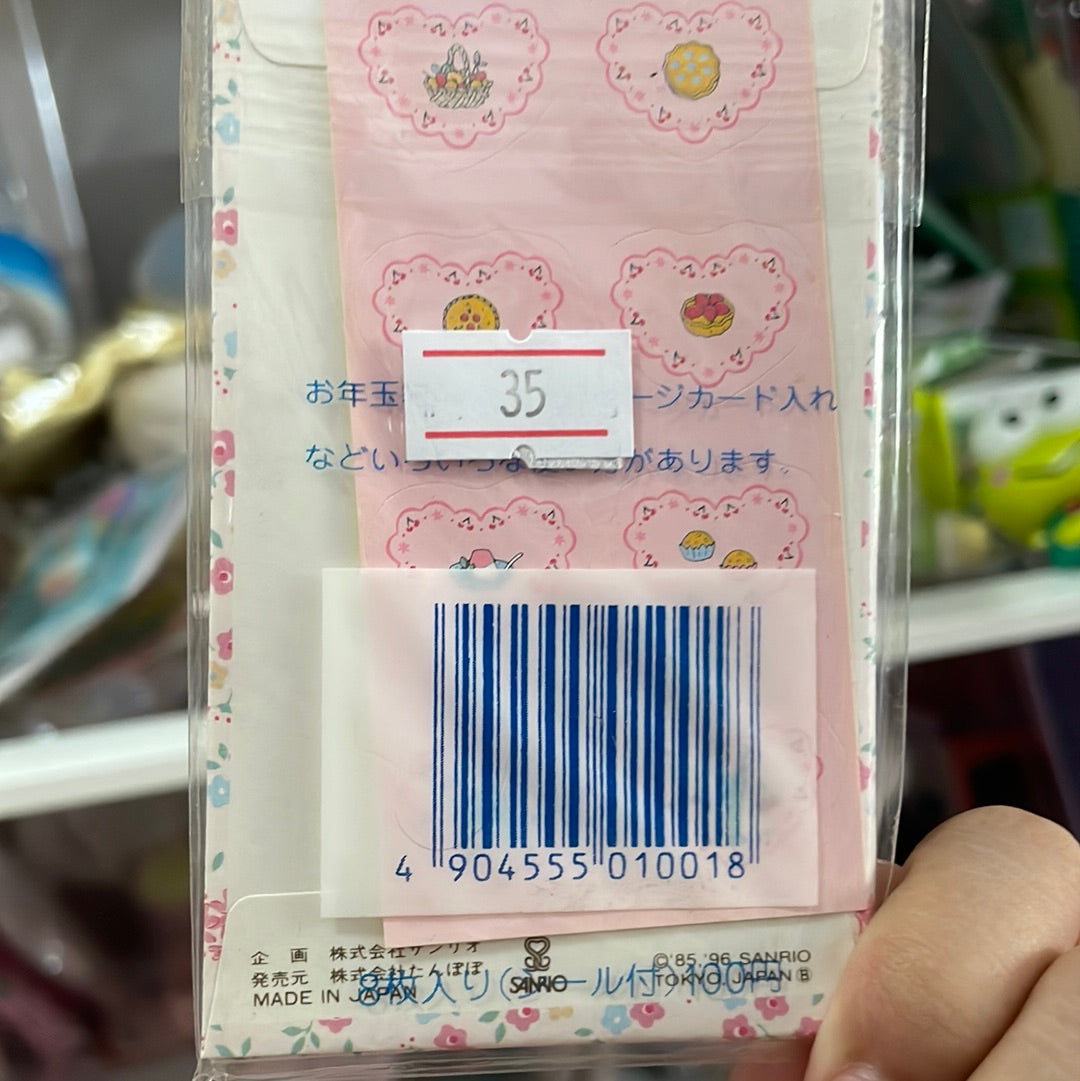 35
お年玉 ージカード入れ
などいろいろな があります。
4 904555 010018
企　画　株式会社サンリオ
発売元　株式会社たんぽぽ
MADE IN JAPAN
SANRIO
©'85,'96 SANRIO
TOKYO, JAPAN Ⓑ
8枚入り(シール付)100円